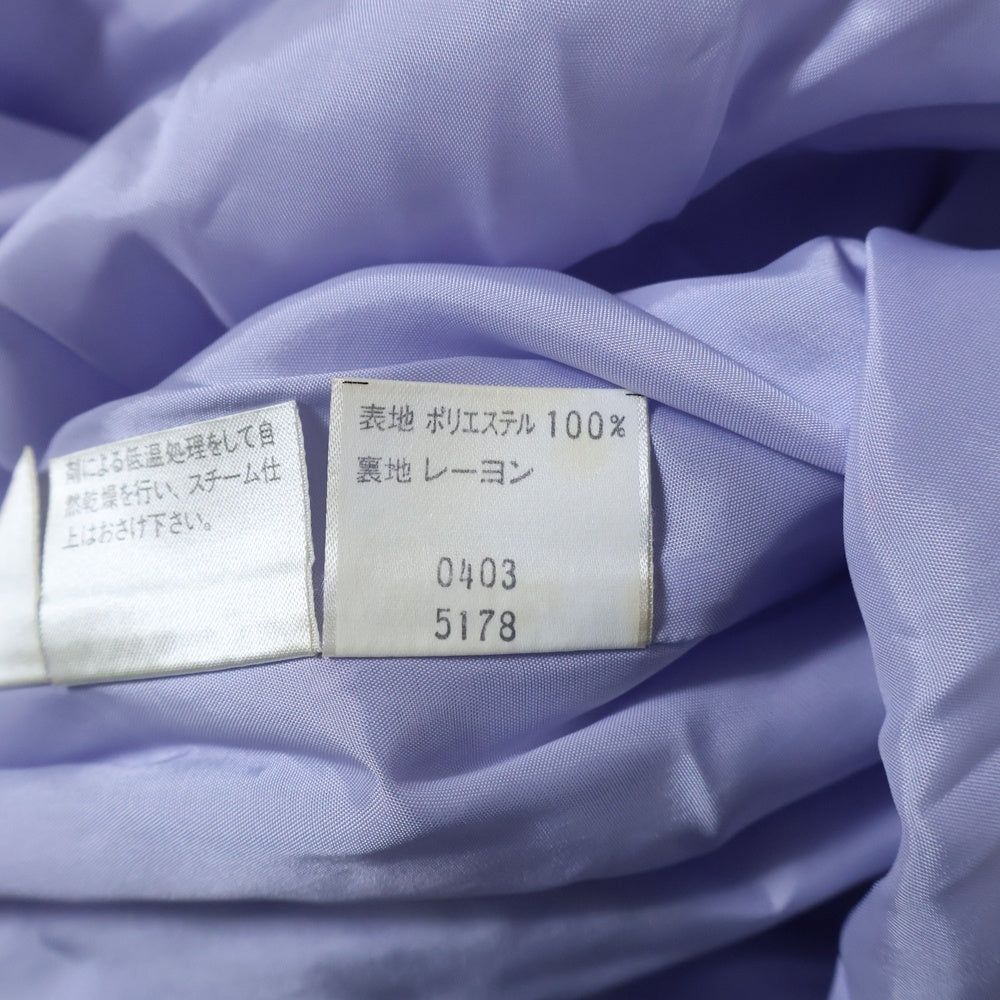 剤による低温処理をして自
然乾燥を行い、スチーム仕
上はおさけ下さい。
表地 ポリエステル 100%
裏地 レーヨン
0403
5178